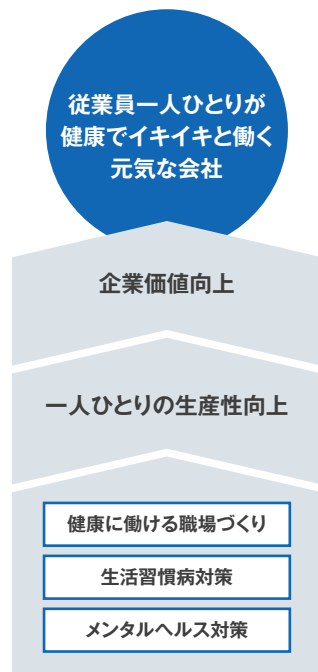 従業員一人ひとりが
健康でイキイキと働く
元気な会社
企業価値向上
一人ひとりの生産性向上
健康に働ける職場づくり
生活習慣病対策
メンタルヘルス対策